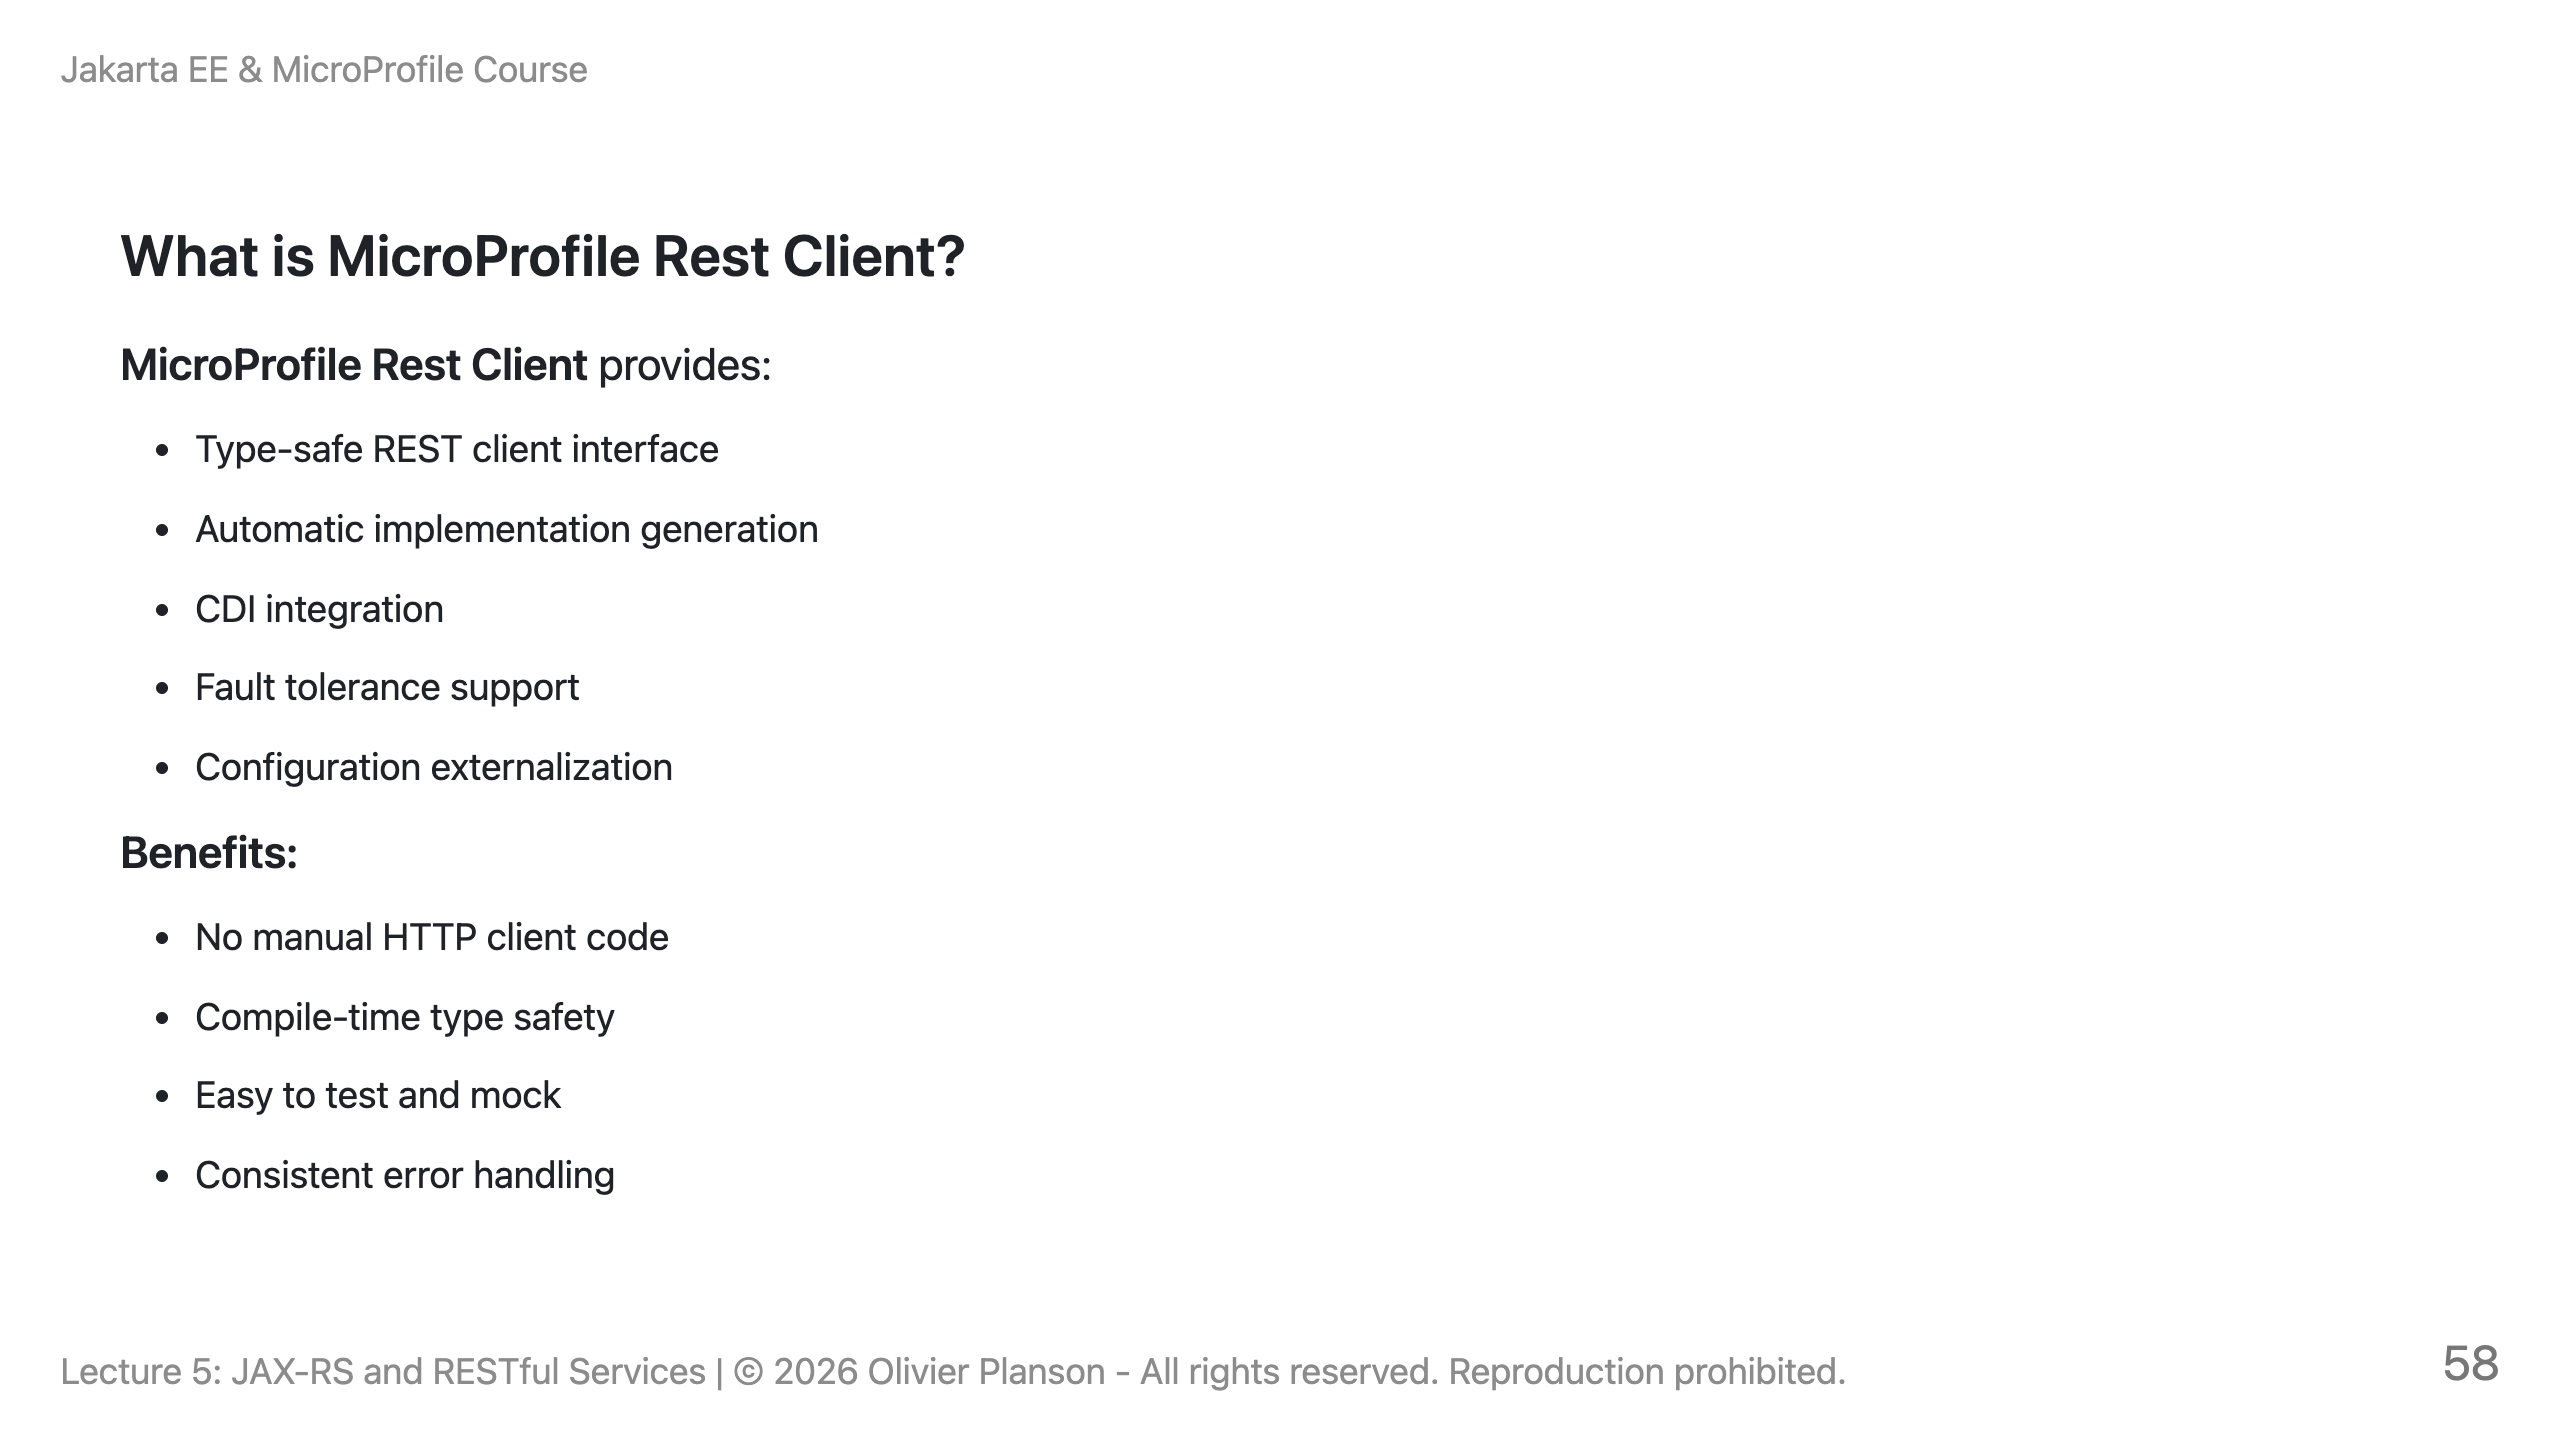 Jakarta EE & MicroProfile Course
What is MicroProfile Rest Client?
MicroProfile Rest Client provides:
• Type-safe REST client interface
• Automatic implementation generation
• CDI integration
• Fault tolerance support
• Configuration externalization
Benefits:
• No manual HTTP client code
• Compile-time type safety
• Easy to test and mock
• Consistent error handling
Lecture 5: JAX-RS and RESTful Services | © 2026 Olivier Planson - All rights reserved. Reproduction prohibited.
58